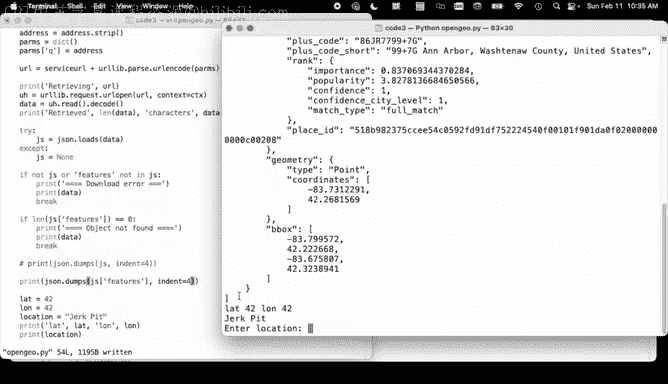 Terminal Shell Edit View Window Help
Sun Feb 11 10:35 AM
code3 — vi opengeo.py
address = address.strip()
parms = dict()
parms['q'] = address
url = serviceurl + urllib.parse.urlencode(parms)
print('Retrieving', url)
uh = urllib.request.urlopen(url, context=ctx)
data = uh.read().decode()
print('Retrieved', len(data), 'characters', data
try:
js = json.loads(data)
except:
js = None
if not js or 'features' not in js:
print('==== Download error ===')
print(data)
break
if len(js['features']) == 0:
print('==== Object not found ====')
print(data)
break
# print(json.dumps(js, indent=4))
print(json.dumps(js['features'], indent=4))
lat = 42
lon = 42
location = "Jerk Pit"
print('lat', lat, 'lon', lon)
print(location)
"opengeo.py" 54L, 1195B written
code3 — Python opengeo.py — 83×30
"plus_code": "86JR7799+7G",
"plus_code_short": "99+7G Ann Arbor, Washtenaw County, United States",
"rank": {
"importance": 0.837069344370284,
"popularity": 3.8278136684650566,
"confidence": 1,
"confidence_city_level": 1,
"match_type": "full_match"
},
"place_id": "518b982375ccee54c0592fd91df752224540f00101f901da0f02000000
0000c00208"
},
"geometry": {
"type": "Point",
"coordinates": [
-83.7312291,
42.2681569
]
},
"bbox": [
-83.799572,
42.222668,
-83.675807,
42.3238941
]
}
]
lat 42 lon 42
Jerk Pit
Enter location: